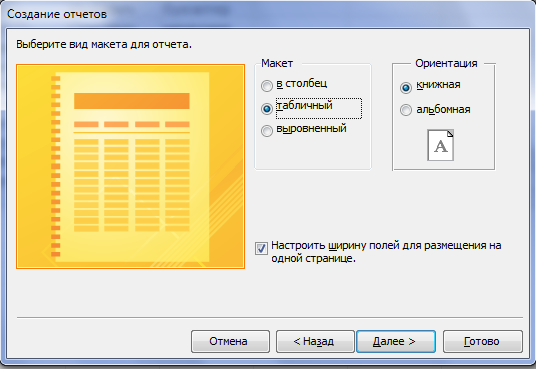 Создание отчетов
Выберите вид макета для отчета.
Макет
в столбец
табличный
выровненный
Ориентация
книжная
альбомная
A
Настроить ширину полей для размещения на
одной странице.
Отмена
< Назад
Далее >
Готово